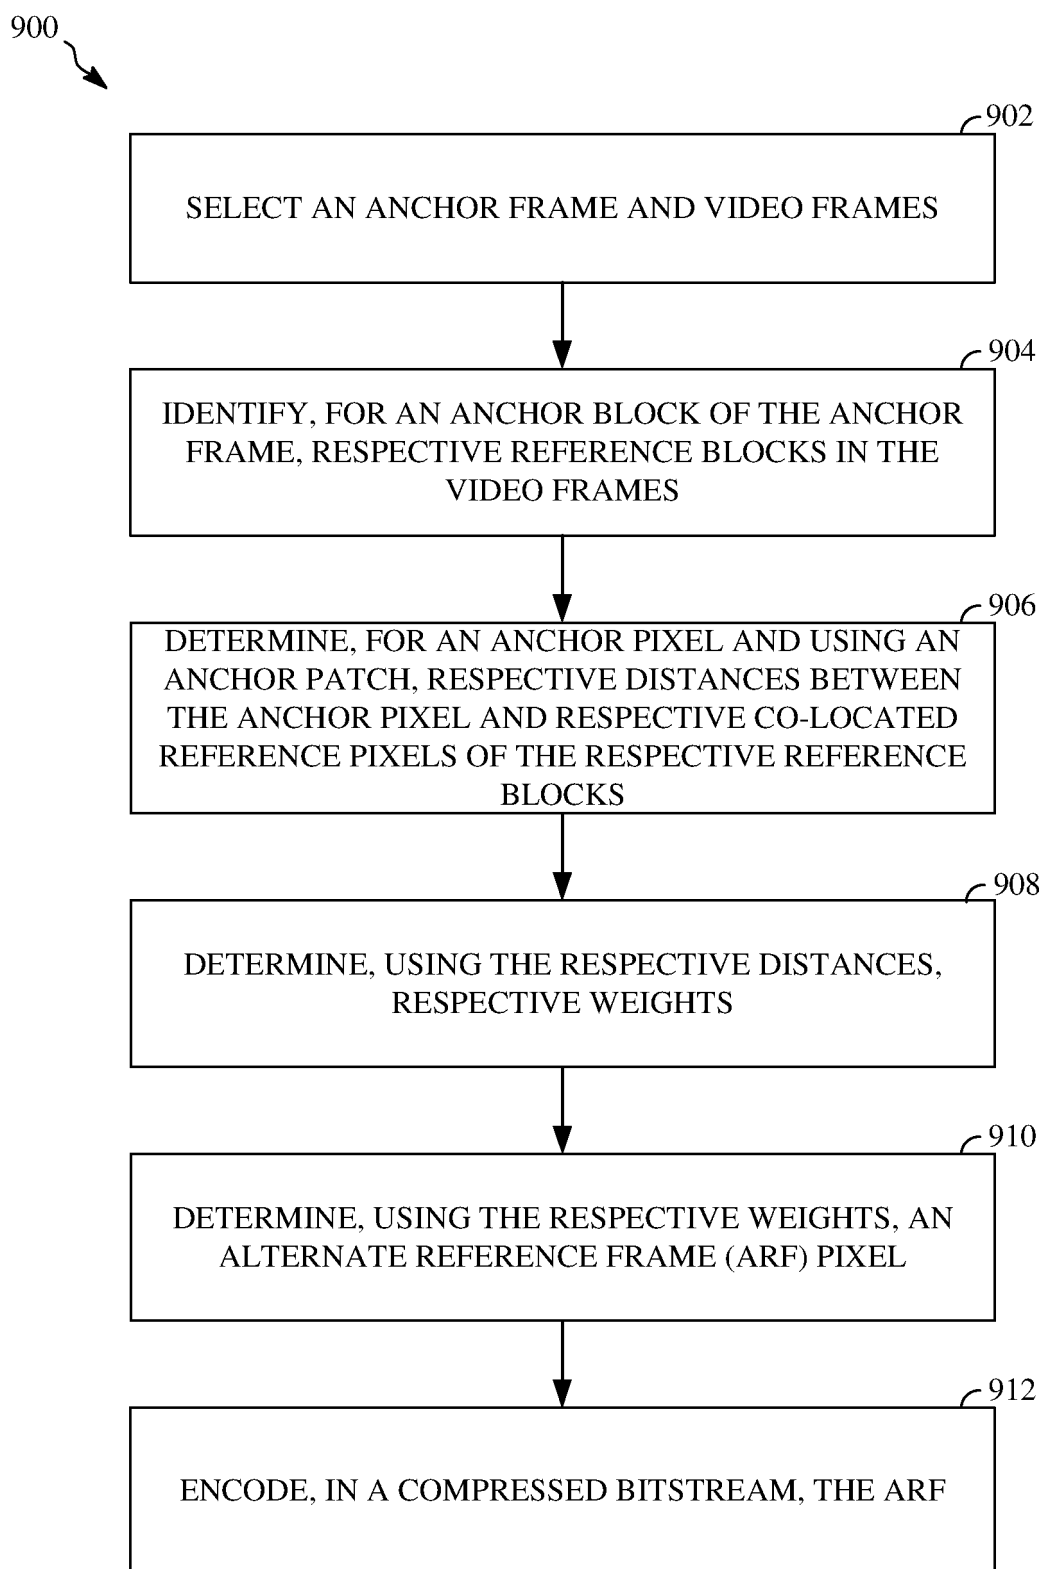 900
902
SELECT AN ANCHOR FRAME AND VIDEO FRAMES
904
IDENTIFY, FOR AN ANCHOR BLOCK OF THE ANCHOR
FRAME, RESPECTIVE REFERENCE BLOCKS IN THE
VIDEO FRAMES
906
DETERMINE, FOR AN ANCHOR PIXEL AND USING AN
ANCHOR PATCH, RESPECTIVE DISTANCES BETWEEN
THE ANCHOR PIXEL AND RESPECTIVE CO-LOCATED
REFERENCE PIXELS OF THE RESPECTIVE REFERENCE
BLOCKS
908
DETERMINE, USING THE RESPECTIVE DISTANCES,
RESPECTIVE WEIGHTS
910
DETERMINE, USING THE RESPECTIVE WEIGHTS, AN
ALTERNATE REFERENCE FRAME (ARF) PIXEL
912
ENCODE, IN A COMPRESSED BITSTREAM, THE ARF